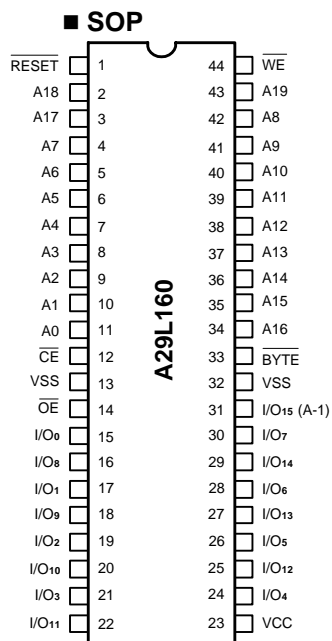 ■ SOP
RESET 1 44 WE
A18 2 43 A19
A17 3 42 A8
A7 4 41 A9
A6 5 40 A10
A5 6 39 A11
A4 7 38 A12
A3 8 37 A13
A2 9 36 A14
A1 10 35 A15
A0 11 34 A16
CE 12 33 BYTE
VSS 13 32 VSS
OE 14 31 I/O15 (A-1)
I/O0 15 30 I/O7
I/O8 16 29 I/O14
I/O1 17 28 I/O6
I/O9 18 27 I/O13
I/O2 19 26 I/O5
I/O10 20 25 I/O12
I/O3 21 24 I/O4
I/O11 22 23 VCC
A29L160